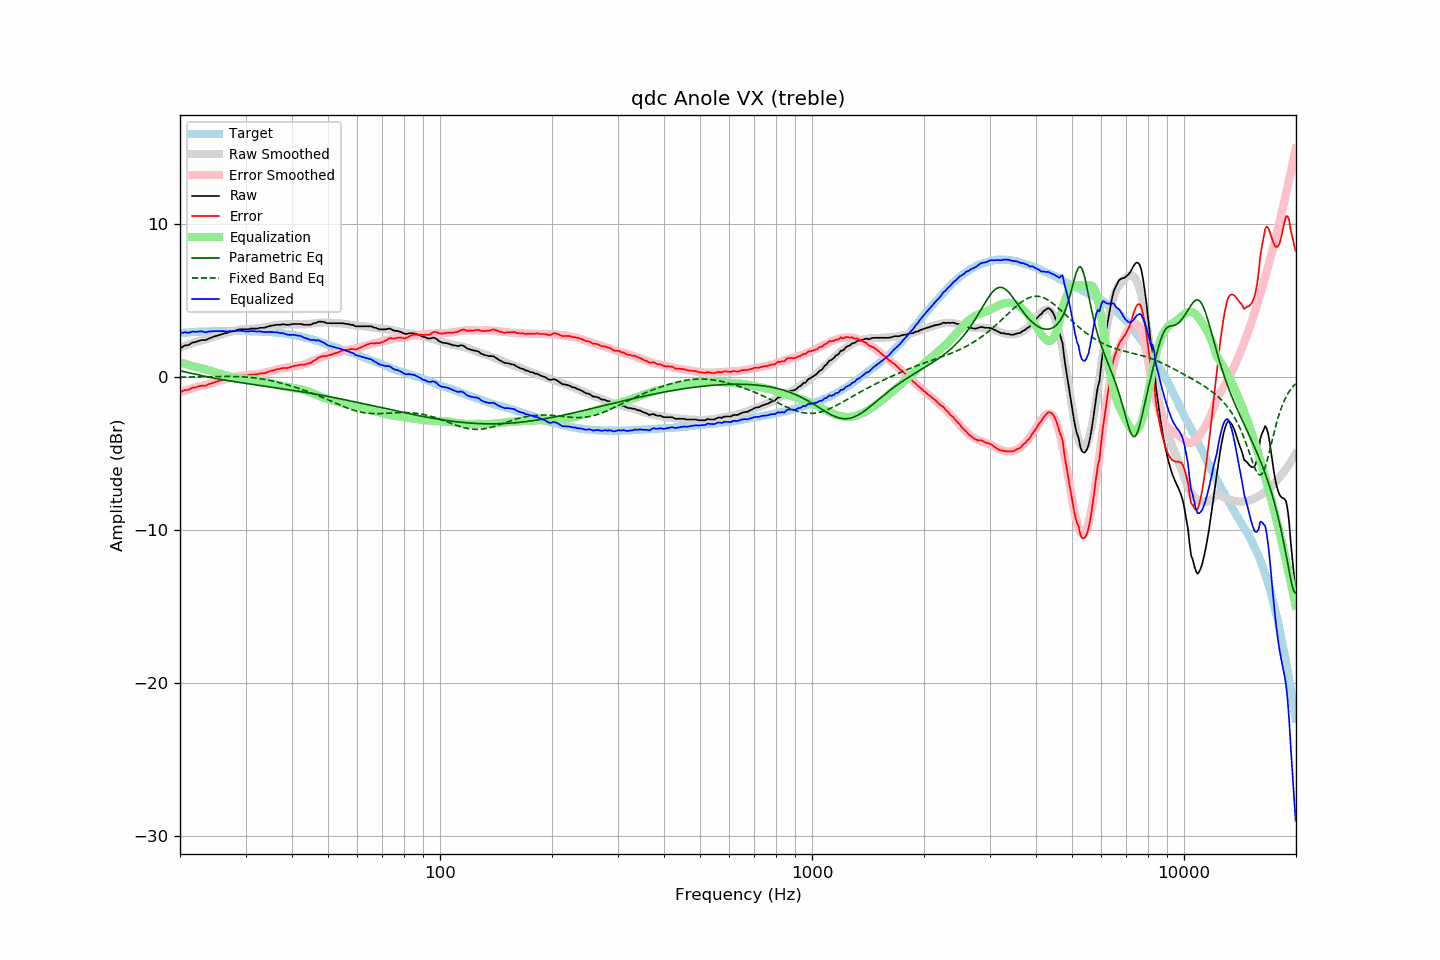 qdc Anole VX (treble)
Target
Raw Smoothed
Error Smoothed
Raw
Error
Equalization
Parametric Eq
Fixed Band Eq
Equalized
Amplitude (dBr)
10
0
−10
−20
−30
100
1000
10000
Frequency (Hz)